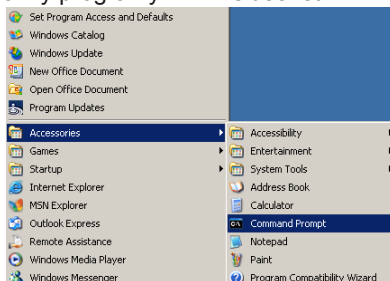 Set Program Access and Defaults
Windows Catalog
Windows Update
New Office Document
Open Office Document
Program Updates
Accessories
Games
Startup
Internet Explorer
MSN Explorer
Outlook Express
Remote Assistance
Windows Media Player
Windows Messenger
Accessibility
Entertainment
System Tools
Address Book
Calculator
Command Prompt
Notepad
Paint
Program Compatibility Wizard